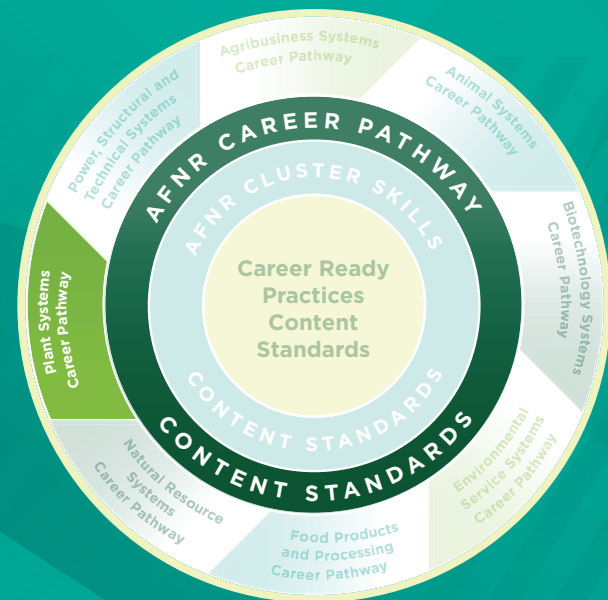 Agribusiness Systems
Career Pathway
Animal Systems
Career Pathway
Biotechnology Systems
Career Pathway
Environmental
Service Systems
Career Pathway
Food Products
and Processing
Career Pathway
Natural Resource
Systems
Career Pathway
Plant Systems
Career Pathway
Power, Structural and
Technical Systems
Career Pathway
AFNR CAREER PATHWAY
CONTENT STANDARDS
AFNR CLUSTER SKILLS
CONTENT STANDARDS
Career Ready
Practices
Content
Standards